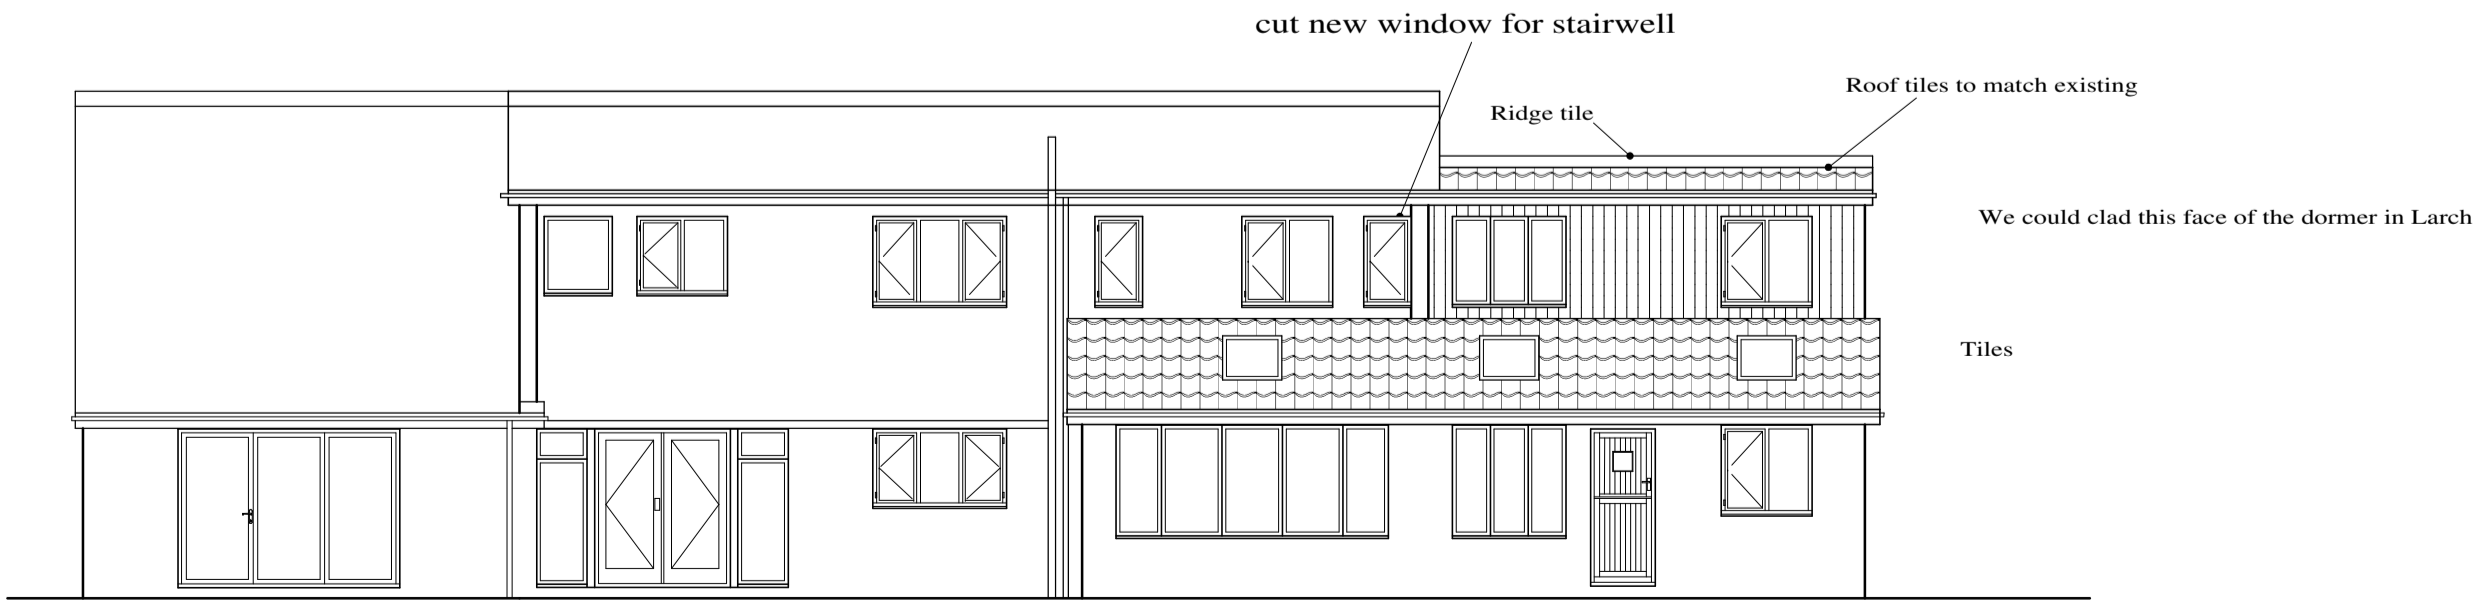 cut new window for stairwell
Roof tiles to match existing
Ridge tile
We could clad this face of the dormer in Larch
Tiles